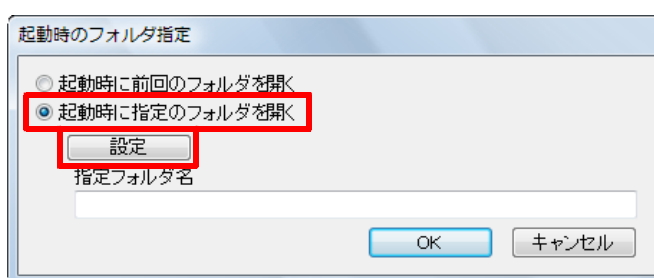 起動時のフォルダ指定
起動時に前回のフォルダを開く
起動時に指定のフォルダを開く
設定
指定フォルダ名
OK キャンセル